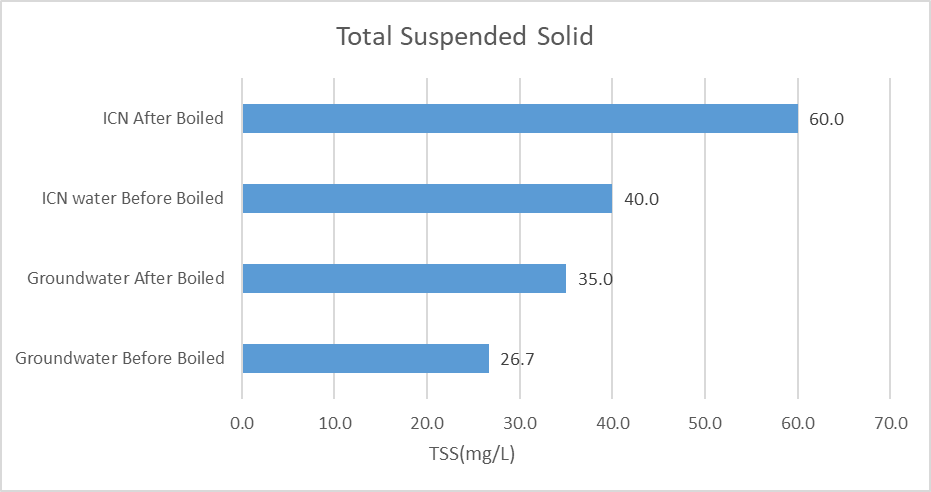 Total Suspended Solid
ICN After Boiled
60.0
ICN water Before Boiled
40.0
Groundwater After Boiled
35.0
Groundwater Before Boiled
26.7
0.0 10.0 20.0 30.0 40.0 50.0 60.0 70.0
TSS(mg/L)